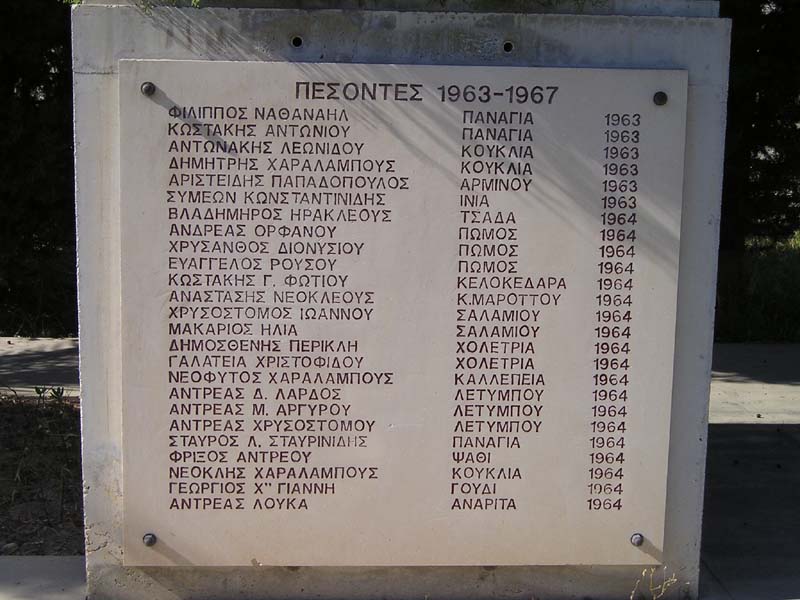 ΠΕΣΟΝΤΕΣ 1963-1967
ΦΙΛΙΠΠΟΣ ΝΑΘΑΝΑΗΛ ΠΑΝΑΓΙΑ 1963
ΚΩΣΤΑΚΗΣ ΑΝΤΩΝΙΟΥ ΠΑΝΑΓΙΑ 1963
ΑΝΤΩΝΑΚΗΣ ΛΕΩΝΙΔΟΥ ΚΟΥΚΛΙΑ 1963
ΔΗΜΗΤΡΗΣ ΧΑΡΑΛΑΜΠΟΥΣ ΚΟΥΚΛΙΑ 1963
ΑΡΙΣΤΕΙΔΗΣ ΠΑΠΑΔΟΠΟΥΛΟΣ ΑΡΜΙΝΟΥ 1963
ΣΥΜΕΩΝ ΚΩΝΣΤΑΝΤΙΝΙΔΗΣ ΙΝΙΑ 1963
ΒΛΑΔΗΜΗΡΟΣ ΗΡΑΚΛΕΟΥΣ ΤΣΑΔΑ 1964
ΑΝΔΡΕΑΣ ΟΡΦΑΝΟΥ ΠΩΜΟΣ 1964
ΧΡΥΣΑΝΘΟΣ ΔΙΟΝΥΣΙΟΥ ΠΩΜΟΣ 1964
ΕΥΑΓΓΕΛΟΣ ΡΟΥΣΟΥ ΠΩΜΟΣ 1964
ΚΩΣΤΑΚΗΣ Γ. ΦΩΤΙΟΥ ΚΕΛΟΚΕΔΑΡΑ 1964
ΑΝΑΣΤΑΣΗΣ ΝΕΟΚΛΕΟΥΣ Κ.ΜΑΡΟΤΤΟΥ 1964
ΧΡΥΣΟΣΤΟΜΟΣ ΙΩΑΝΝΟΥ ΣΑΛΑΜΙΟΥ 1964
ΜΑΚΑΡΙΟΣ ΗΛΙΑ ΣΑΛΑΜΙΟΥ 1964
ΔΗΜΟΣΘΕΝΗΣ ΠΕΡΙΚΛΗ ΧΟΛΕΤΡΙΑ 1964
ΓΑΛΑΤΕΙΑ ΧΡΙΣΤΟΦΙΔΟΥ ΧΟΛΕΤΡΙΑ 1964
ΝΕΟΦΥΤΟΣ ΧΑΡΑΛΑΜΠΟΥΣ ΚΑΛΛΕΠΕΙΑ 1964
ΑΝΤΡΕΑΣ Δ. ΛΑΡΔΟΣ ΛΕΤΥΜΠΟΥ 1964
ΑΝΤΡΕΑΣ Μ. ΑΡΓΥΡΟΥ ΛΕΤΥΜΠΟΥ 1964
ΑΝΤΡΕΑΣ ΧΡΥΣΟΣΤΟΜΟΥ ΛΕΤΥΜΠΟΥ 1964
ΣΤΑΥΡΟΣ Λ. ΣΤΑΥΡΙΝΙΔΗΣ ΠΑΝΑΓΙΑ 1964
ΦΡΙΞΟΣ ΑΝΤΡΕΟΥ ΨΑΘΙ 1964
ΝΕΟΚΛΗΣ ΧΑΡΑΛΑΜΠΟΥΣ ΚΟΥΚΛΙΑ 1964
ΓΕΩΡΓΙΟΣ Χ" ΓΙΑΝΝΗ ΓΟΥΔΙ 1964
ΑΝΤΡΕΑΣ ΛΟΥΚΑ ΑΝΑΡΙΤΑ 1964